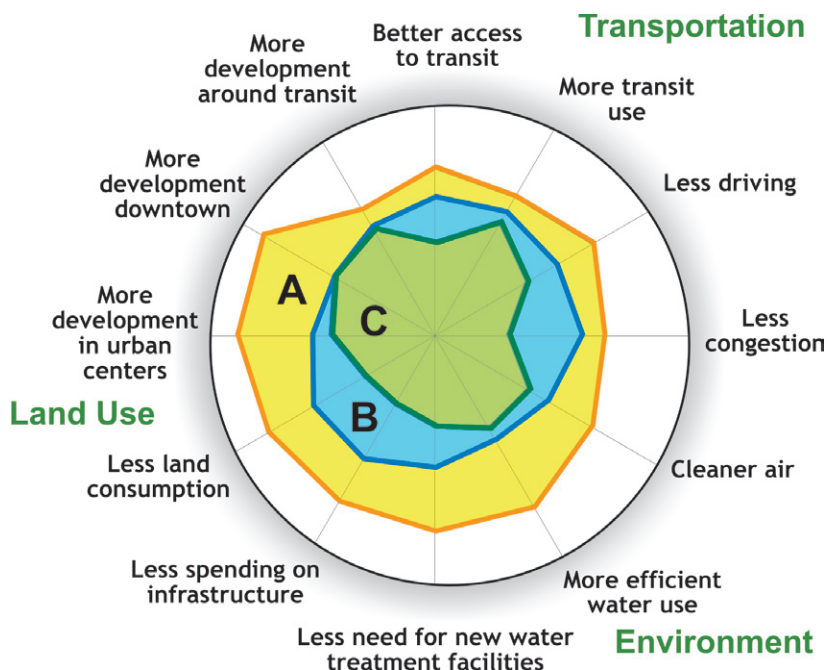 Transportation
Better access
to transit
More transit
use
Less driving
Less
congestion
Cleaner air
More efficient
water use
Environment
Less need for new water
treatment facilities
Less spending on
infrastructure
Less land
consumption
Land Use
More
development
in urban
centers
More
development
downtown
More
development
around transit
A
B
C